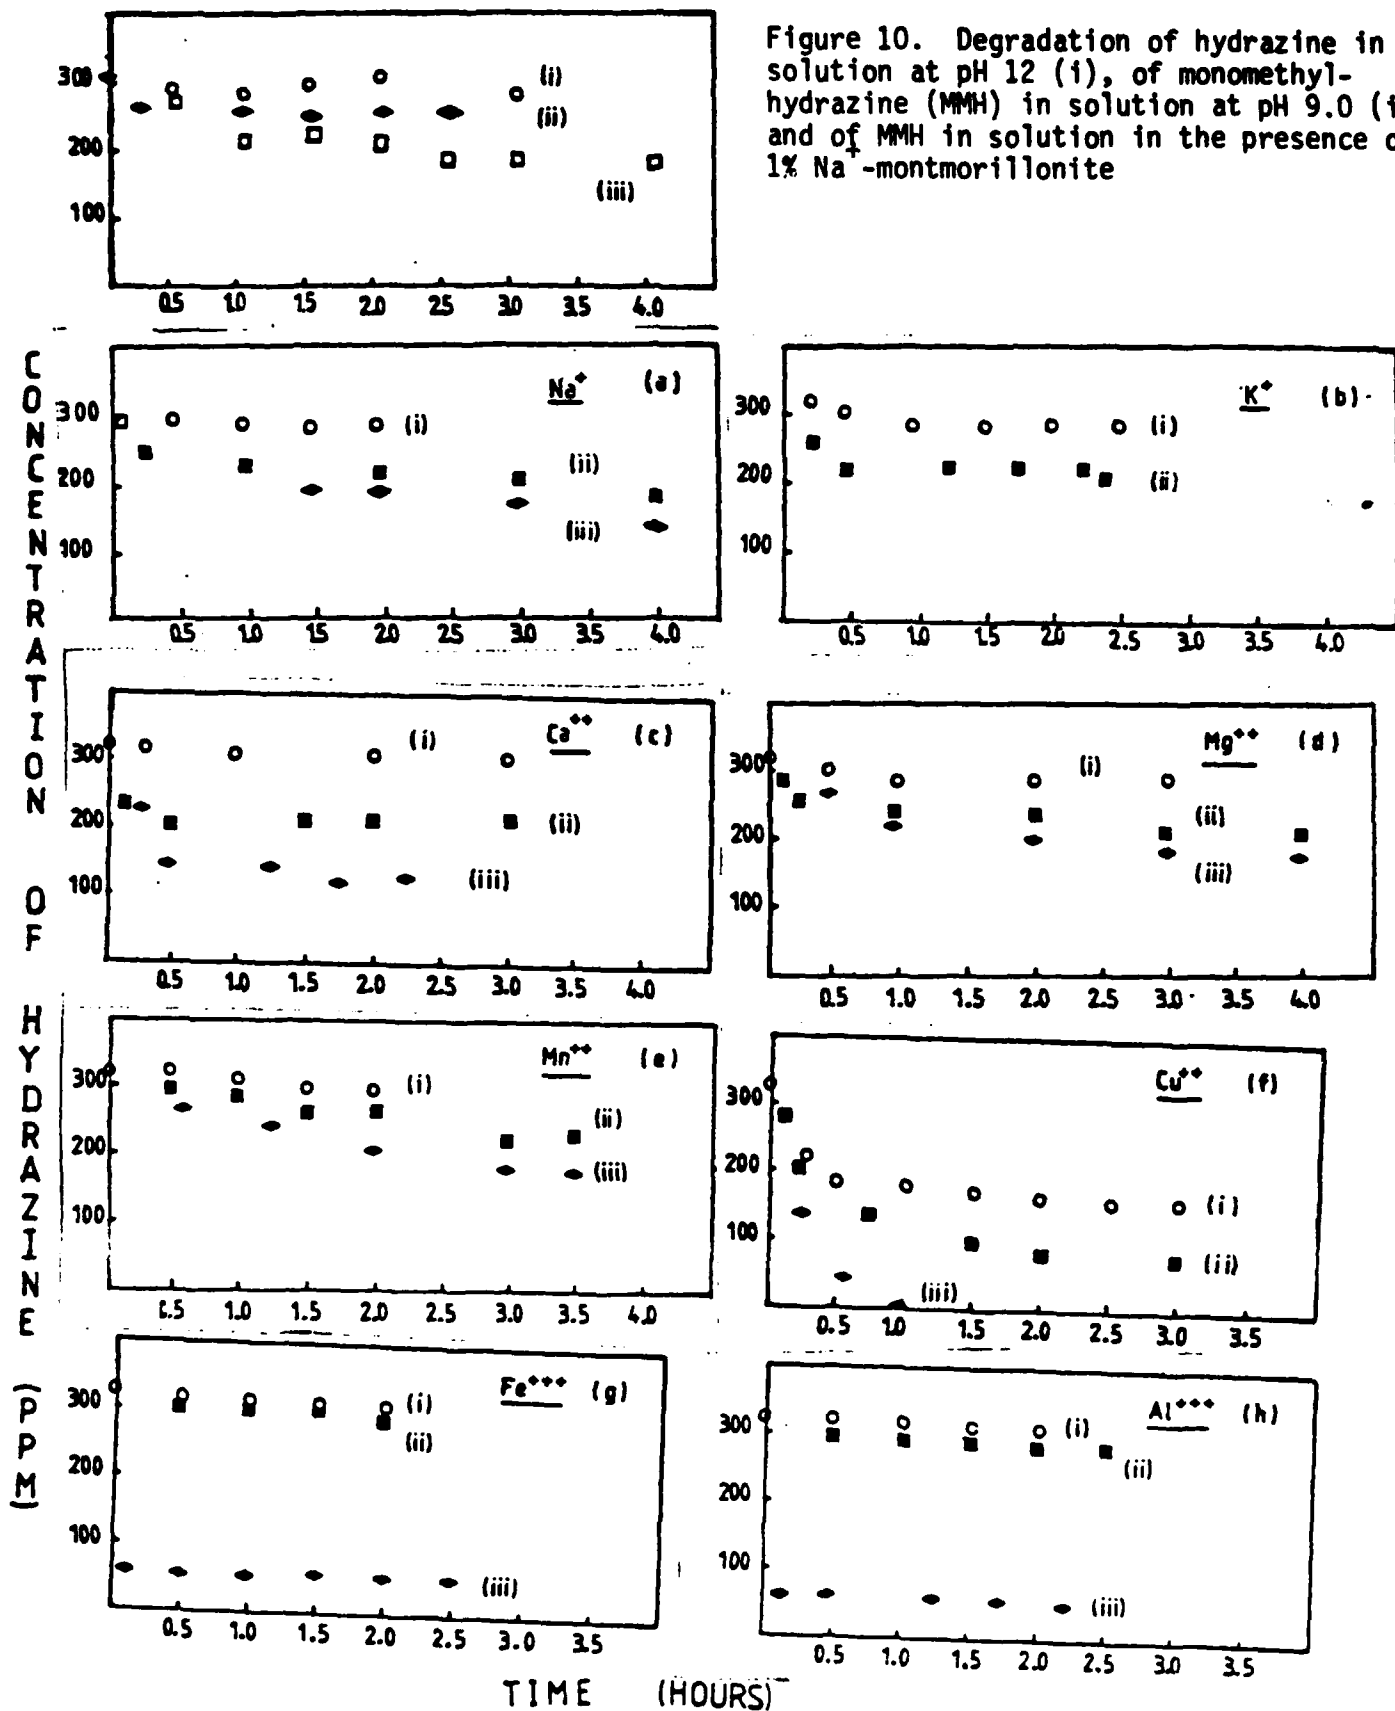 Figure 10. Degradation of hydrazine in
solution at pH 12 (i), of monomethyl-
hydrazine (MMH) in solution at pH 9.0 (i
and of MMH in solution in the presence o
1% Na+-montmorillonite
300
200
100
(i)
(ii)
(iii)
0.5 1.0 1.5 2.0 2.5 3.0 3.5 4.0
CONCENTRATION OF HYDRAZINE (PPM)
Na+ (a)
300
200
100
(i)
(ii)
(iii)
0.5 1.0 1.5 2.0 2.5 3.0 3.5 4.0
K+ (b)
300
200
100
(i)
(ii)
0.5 1.0 1.5 2.0 2.5 3.0 3.5 4.0
Ca++ (c)
300
200
100
(i)
(ii)
(iii)
0.5 1.0 1.5 2.0 2.5 3.0 3.5 4.0
Mg++ (d)
300
200
100
(i)
(ii)
(iii)
0.5 1.0 1.5 2.0 2.5 3.0 3.5 4.0
Mn++ (e)
300
200
100
(i)
(ii)
(iii)
0.5 1.0 1.5 2.0 2.5 3.0 3.5 4.0
Cu++ (f)
300
200
100
(i)
(ii)
(iii)
0.5 1.0 1.5 2.0 2.5 3.0 3.5
Fe+++ (g)
300
200
100
(i)
(ii)
(iii)
0.5 1.0 1.5 2.0 2.5 3.0 3.5
Al+++ (h)
300
200
100
(i)
(ii)
(iii)
0.5 1.0 1.5 2.0 2.5 3.0 3.5
TIME (HOURS)